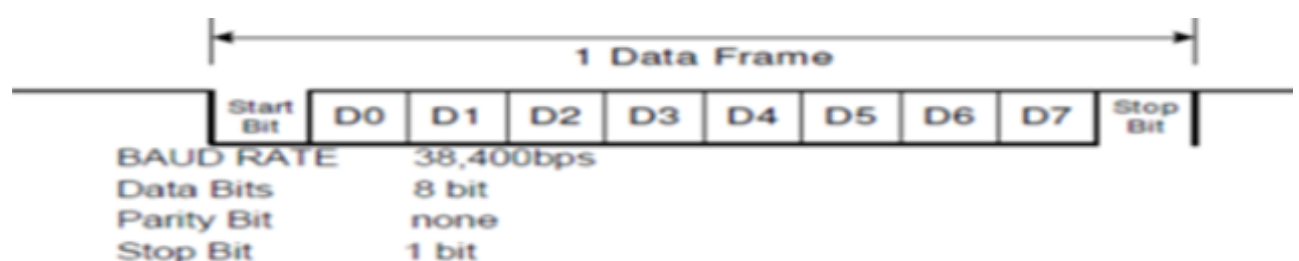 1 Data Frame
Start Bit D0 D1 D2 D3 D4 D5 D6 D7 Stop Bit
BAUD RATE 38,400bps
Data Bits 8 bit
Parity Bit none
Stop Bit 1 bit